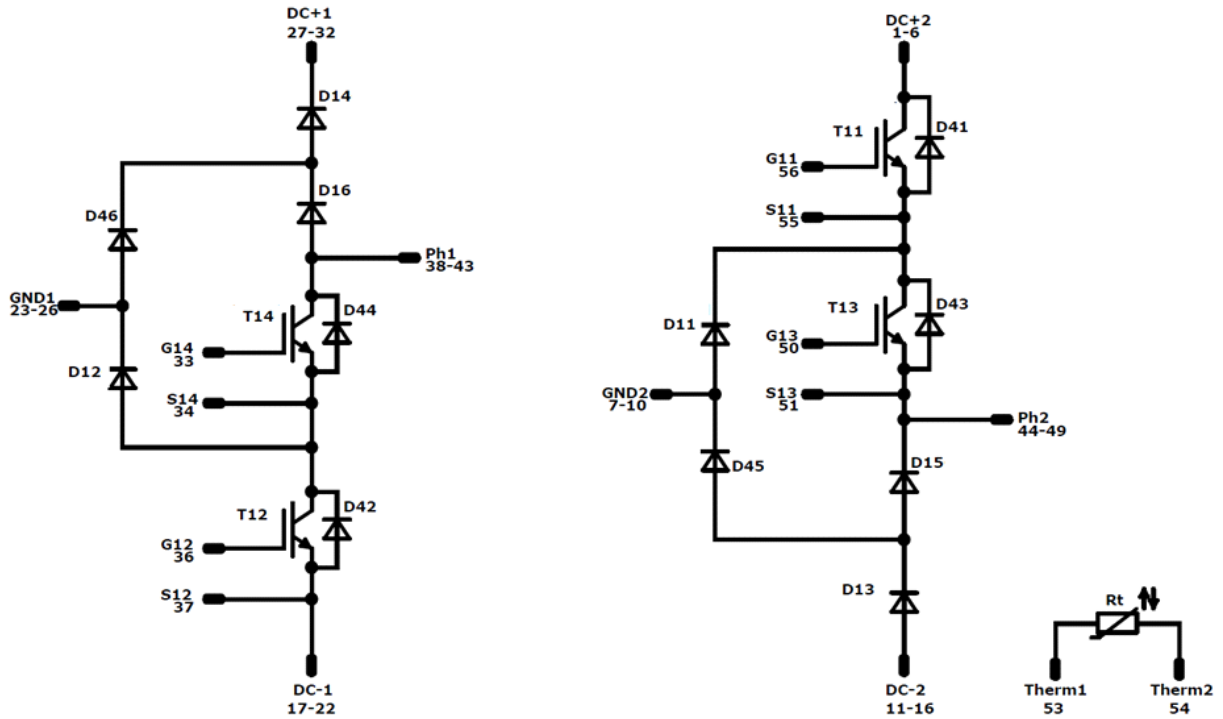 DC+1
27-32
D14
D16
D46
Ph1
38-43
GND1
23-26
T14
D44
G14
33
D12
S14
34
T12
D42
G12
36
S12
37
DC-1
17-22
DC+2
1-6
T11
D41
G11
56
S11
55
D11
T13
D43
G13
50
GND2
7-10
S13
51
Ph2
44-49
D45
D15
D13
DC-2
11-16
Rt
Therm1
53
Therm2
54